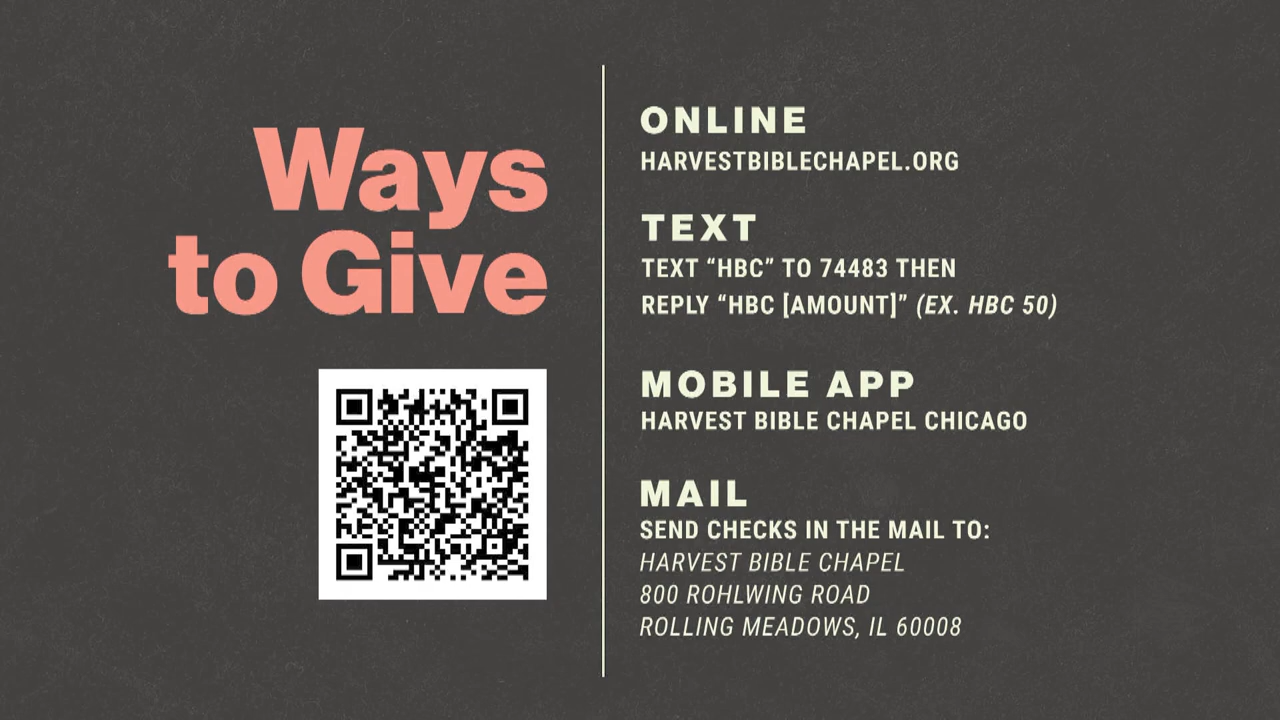 Ways
to Give
ONLINE
HARVESTBIBLECHAPEL.ORG
TEXT
TEXT “HBC” TO 74483 THEN
REPLY “HBC [AMOUNT]” (EX. HBC 50)
MOBILE APP
HARVEST BIBLE CHAPEL CHICAGO
MAIL
SEND CHECKS IN THE MAIL TO:
HARVEST BIBLE CHAPEL
800 ROHLWING ROAD
ROLLING MEADOWS, IL 60008